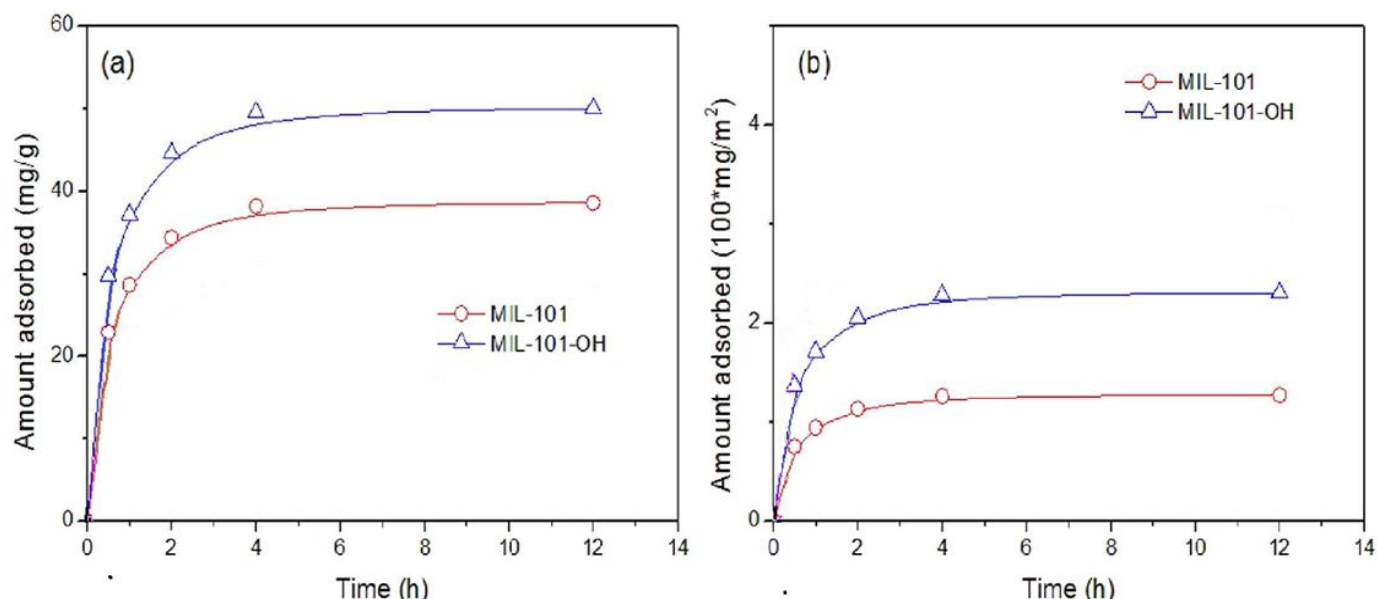 (a)
Amount adsorbed (mg/g)
60
40
20
0
MIL-101
MIL-101-OH
0 2 4 6 8 10 12 14
Time (h)
(b)
Amount adsorbed (100*mg/m²)
4
2
0
MIL-101
MIL-101-OH
0 2 4 6 8 10 12 14
Time (h)